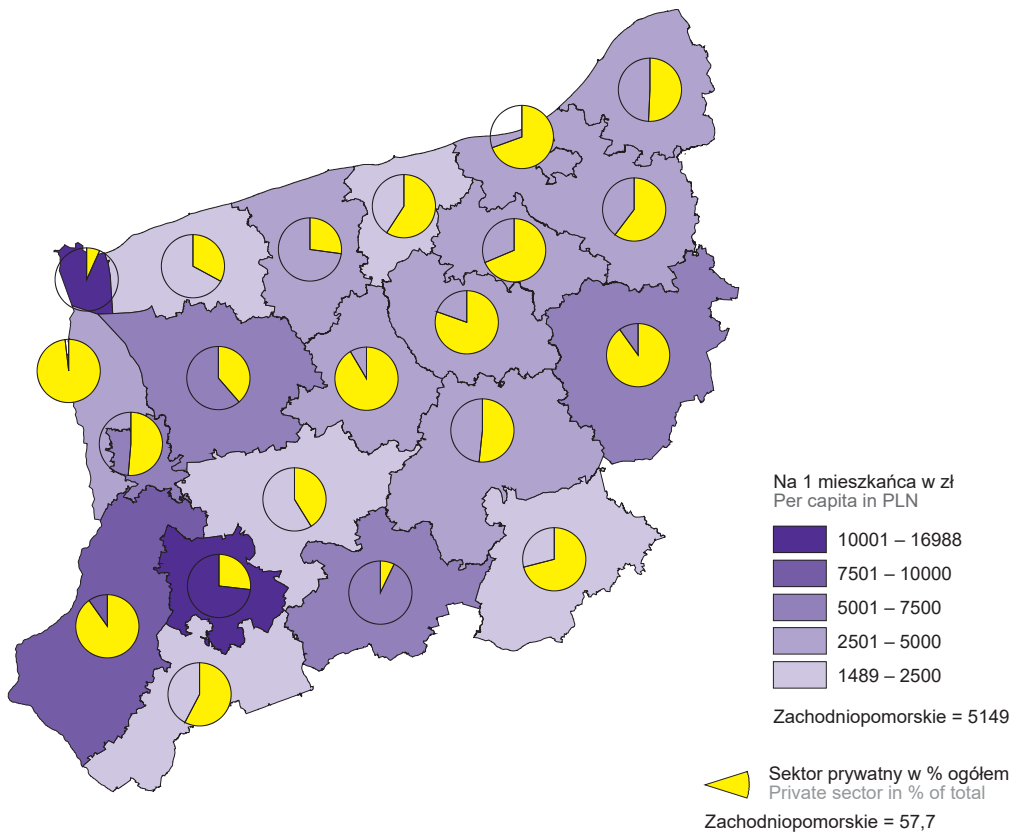 Na 1 mieszkańca w zł
Per capita in PLN
10001 – 16988
7501 – 10000
5001 – 7500
2501 – 5000
1489 – 2500
Zachodniopomorskie = 5149
Sektor prywatny w % ogółem
Private sector in % of total
Zachodniopomorskie = 57,7